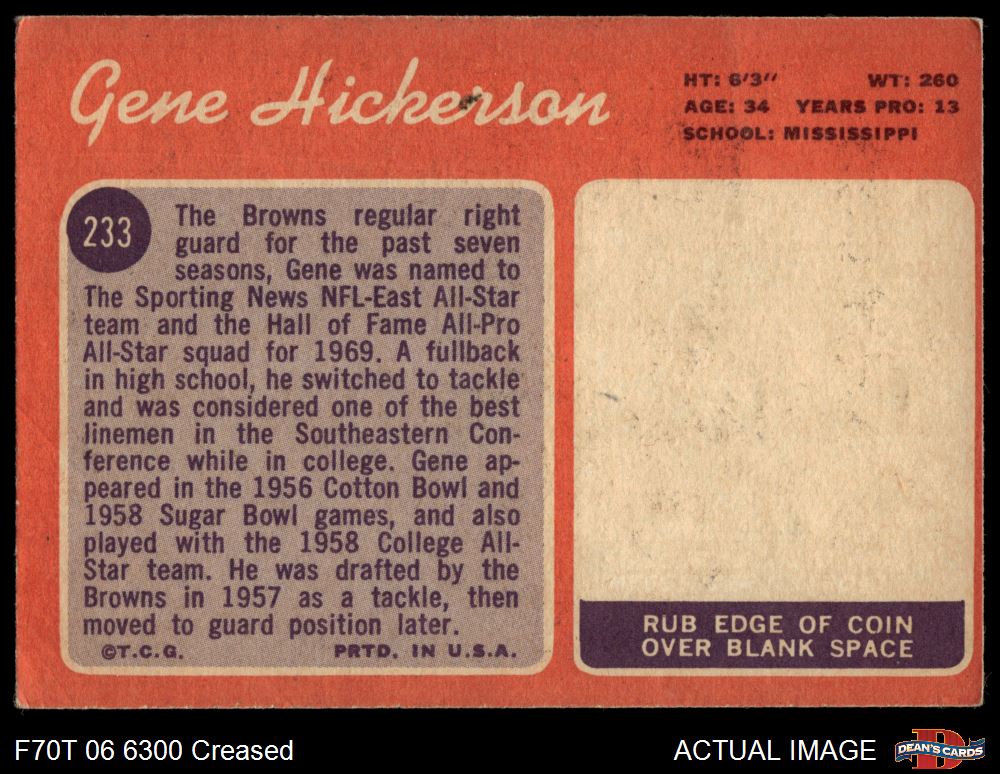 Gene Hickerson
HT: 6'3" WT: 260
AGE: 34 YEARS PRO: 13
SCHOOL: MISSISSIPPI
233
The Browns regular right
guard for the past seven
seasons, Gene was named to
The Sporting News NFL-East All-Star
team and the Hall of Fame All-Pro
All-Star squad for 1969. A fullback
in high school, he switched to tackle
and was considered one of the best
linemen in the Southeastern Con-
ference while in college. Gene ap-
peared in the 1956 Cotton Bowl and
1958 Sugar Bowl games, and also
played with the 1958 College All-
Star team. He was drafted by the
Browns in 1957 as a tackle, then
moved to guard position later.
©T.C.G. PRTD. IN U.S.A.
RUB EDGE OF COIN
OVER BLANK SPACE
F70T 06 6300 Creased
ACTUAL IMAGE
D
DEAN'S CARDS